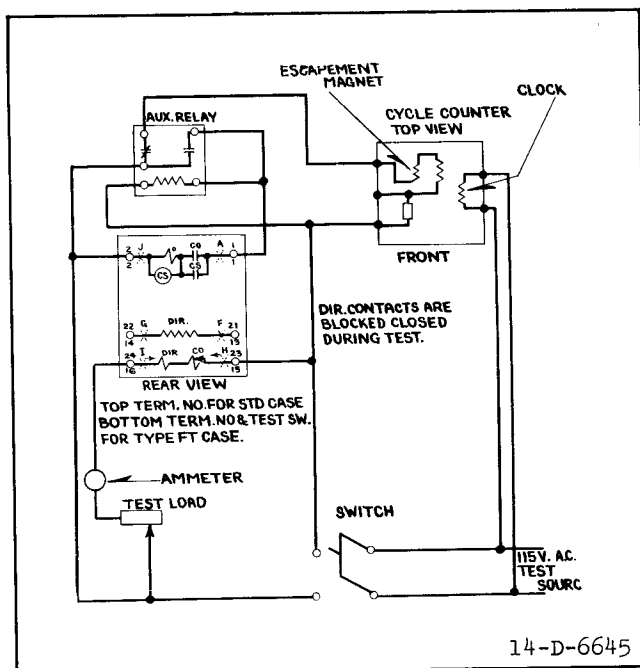 ESCAPEMENT
MAGNET
CLOCK
AUX. RELAY
CYCLE COUNTER
TOP VIEW
FRONT
2 J CO A 1
2 CS 1
CS
22 G DIR. F 21
14 15
24 I DIR CO H 23
16 15
REAR VIEW
DIR. CONTACTS ARE
BLOCKED CLOSED
DURING TEST.
TOP TERM. NO. FOR STD CASE
BOTTOM TERM. NO & TEST SW.
FOR TYPE FT CASE.
AMMETER
TEST LOAD
SWITCH
115V. A.C.
TEST
SOURC
14-D-6645